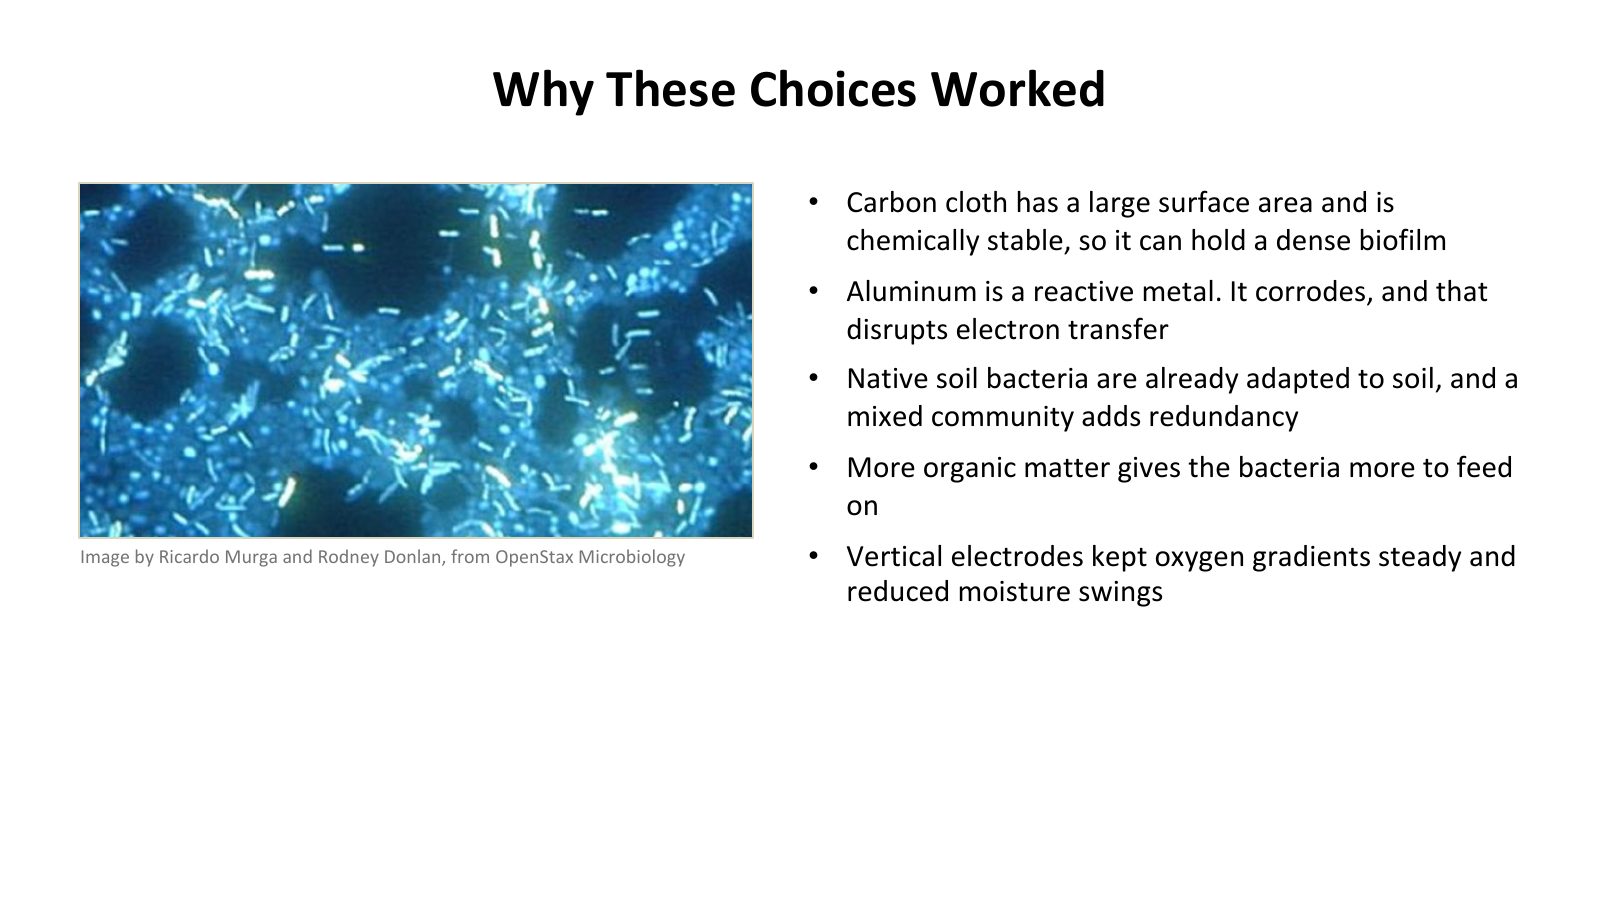 Why These Choices Worked
Image by Ricardo Murga and Rodney Donlan, from OpenStax Microbiology
• Carbon cloth has a large surface area and is
chemically stable, so it can hold a dense biofilm
• Aluminum is a reactive metal. It corrodes, and that
disrupts electron transfer
• Native soil bacteria are already adapted to soil, and a
mixed community adds redundancy
• More organic matter gives the bacteria more to feed
on
• Vertical electrodes kept oxygen gradients steady and
reduced moisture swings